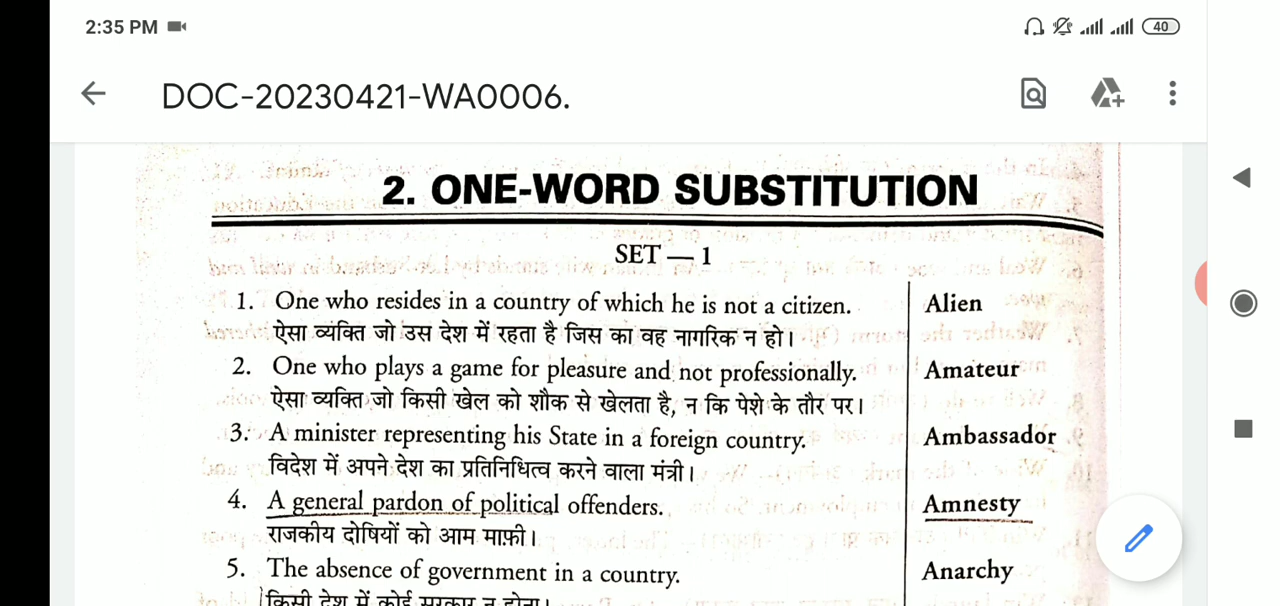 2:35 PM
40
DOC-20230421-WA0006.
2. ONE-WORD SUBSTITUTION
SET — 1
1. One who resides in a country of which he is not a citizen. Alien
ऐसा व्यक्ति जो उस देश में रहता है जिस का वह नागरिक न हो।
2. One who plays a game for pleasure and not professionally. Amateur
ऐसा व्यक्ति जो किसी खेल को शौक से खेलता है, न कि पेशे के तौर पर।
3. A minister representing his State in a foreign country. Ambassador
विदेश में अपने देश का प्रतिनिधित्व करने वाला मंत्री।
4. A general pardon of political offenders. Amnesty
राजकीय दोषियों को आम माफ़ी।
5. The absence of government in a country. Anarchy
किसी देश में कोई सरकार न होना।